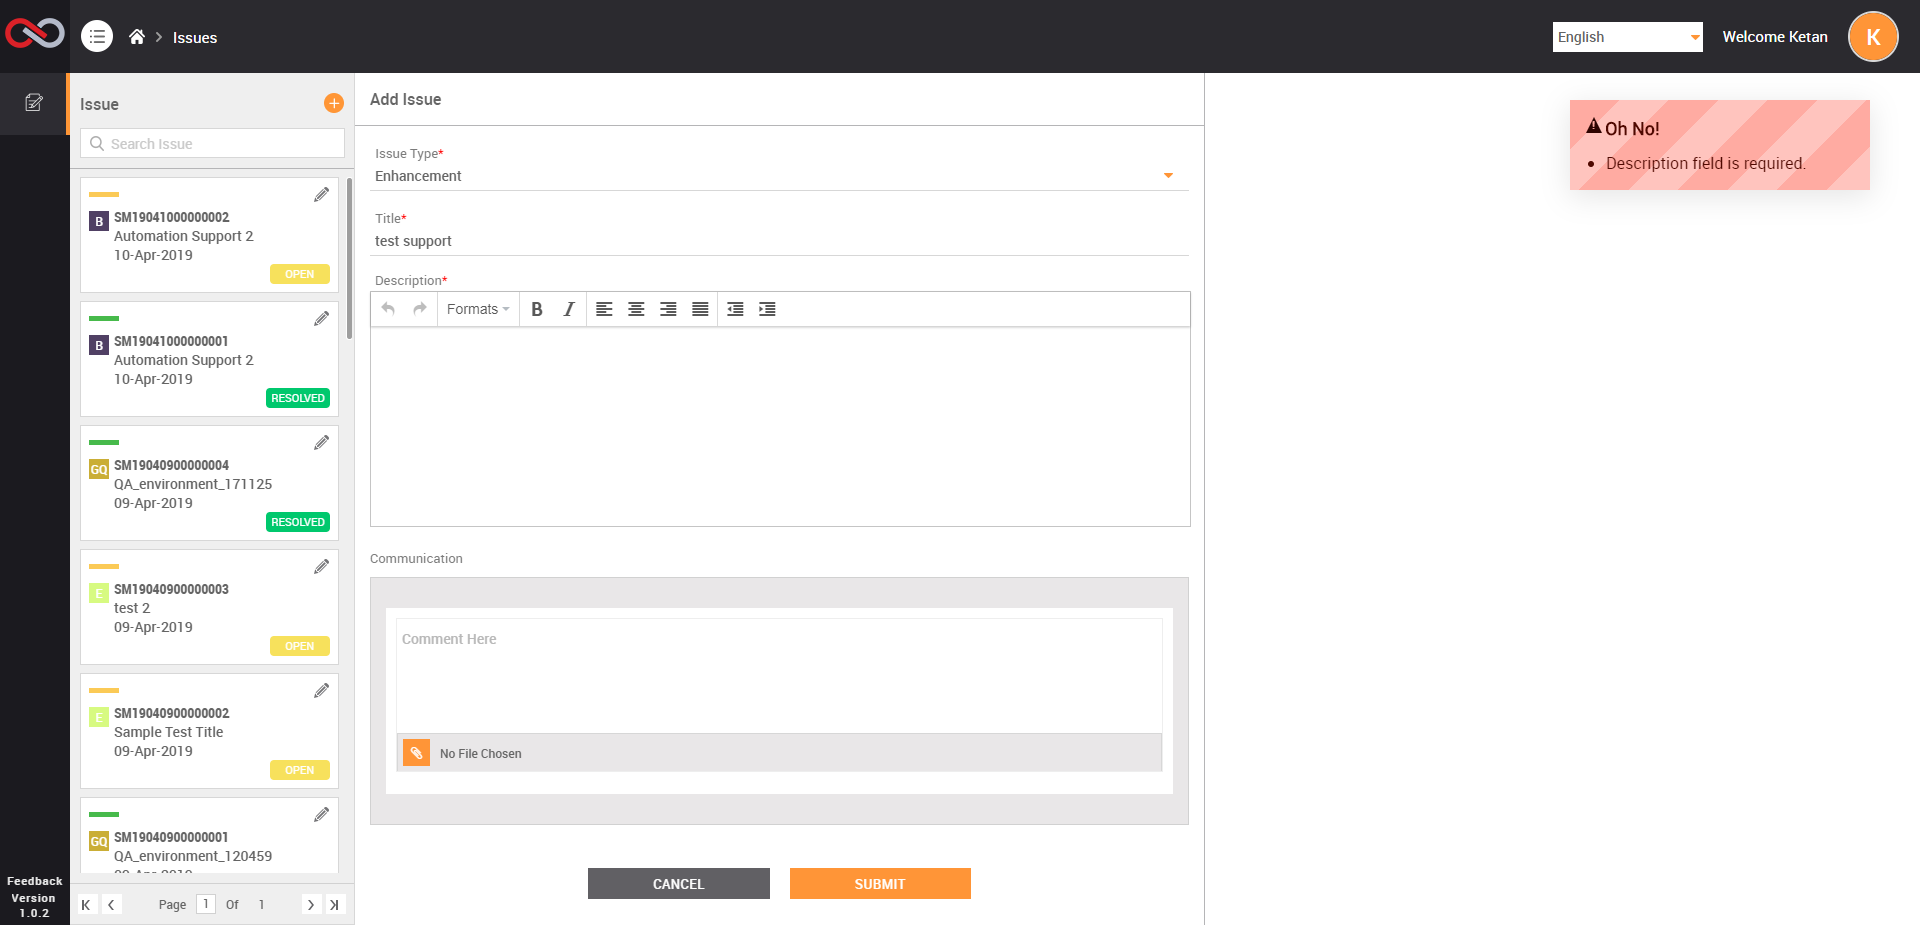 Issues
English
Welcome Ketan
K
Issue
Search Issue
B
SM19041000000002
Automation Support 2
10-Apr-2019
OPEN
B
SM19041000000001
Automation Support 2
10-Apr-2019
RESOLVED
GQ
SM19040900000004
QA_environment_171125
09-Apr-2019
RESOLVED
E
SM19040900000003
test 2
09-Apr-2019
OPEN
E
SM19040900000002
Sample Test Title
09-Apr-2019
OPEN
GQ
SM19040900000001
QA_environment_120459
Page 1 Of 1
Feedback
Version
1.0.2
Add Issue
Issue Type*
Enhancement
Title*
test support
Description*
Formats B I
Communication
Comment Here
No File Chosen
CANCEL SUBMIT
Oh No!
• Description field is required.